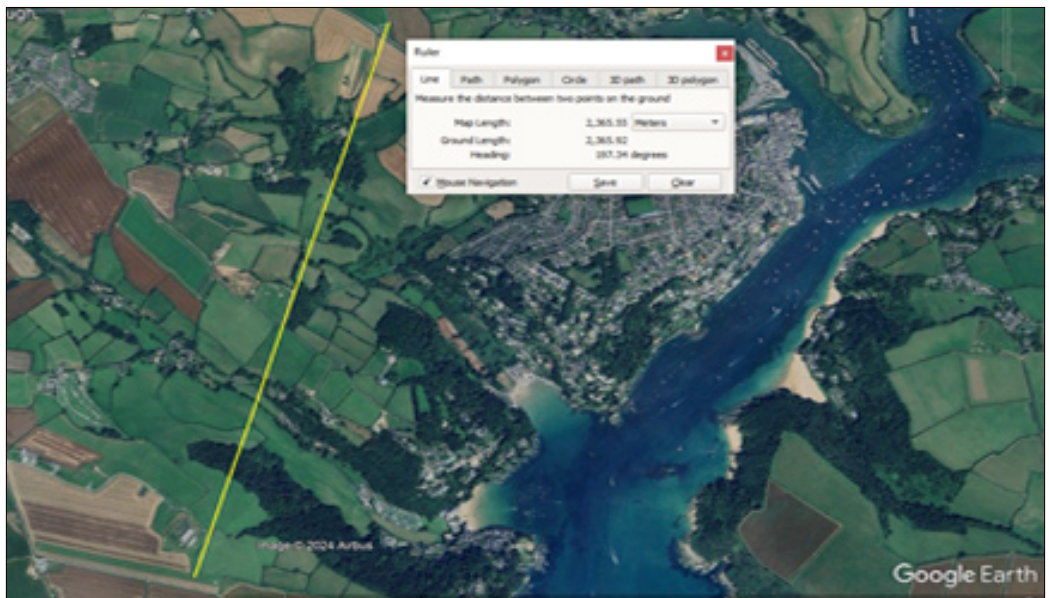 Ruler
Line Path Polygon Circle 3D path 3D polygon
Measure the distance between two points on the ground
Map Length: 2,365.55 Meters
Ground Length: 2,365.92
Heading: 197.34 degrees
Mouse Navigation Save Clear
Image © 2024 Airbus
Google Earth